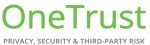 OneTrust
PRIVACY, SECURITY & THIRD-PARTY RISK